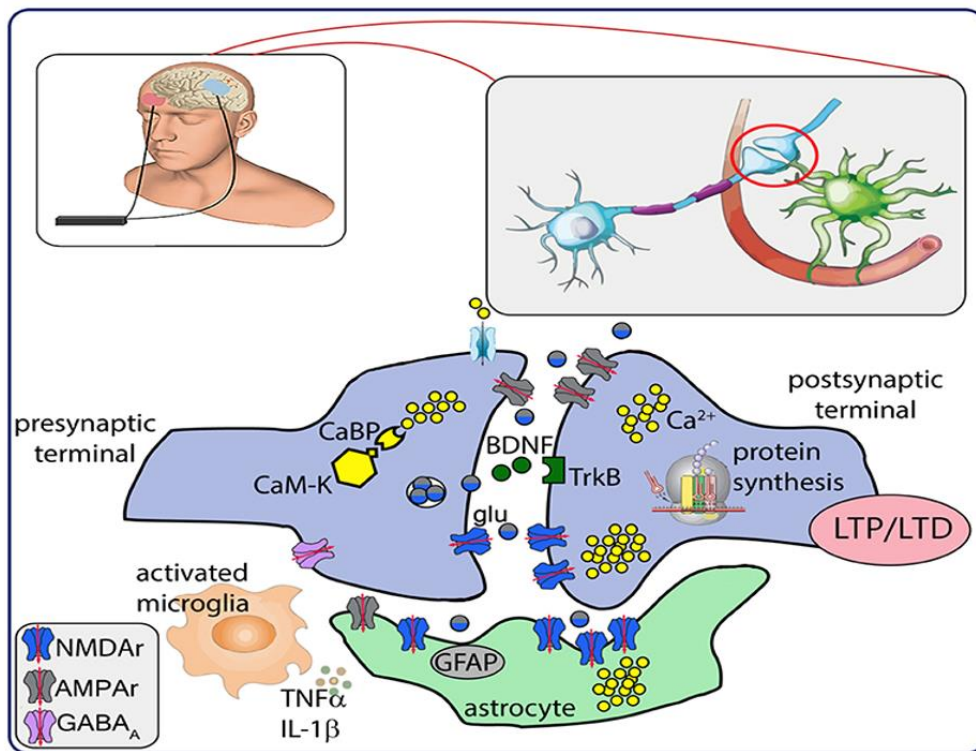 presynaptic
terminal
postsynaptic
terminal
CaBP
CaM-K
BDNF
TrkB
glu
Ca²⁺
protein
synthesis
LTP/LTD
activated
microglia
TNFα
IL-1β
GFAP
astrocyte
NMDAr
AMPAr
GABA_A